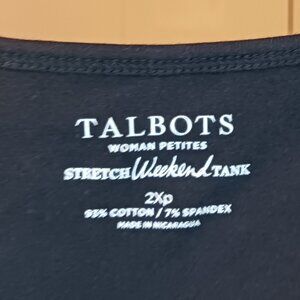 TALBOTS
WOMAN PETITES
STRETCH Weekend TANK
2Xp
93% COTTON / 7% SPANDEX
MADE IN NICARAGUA